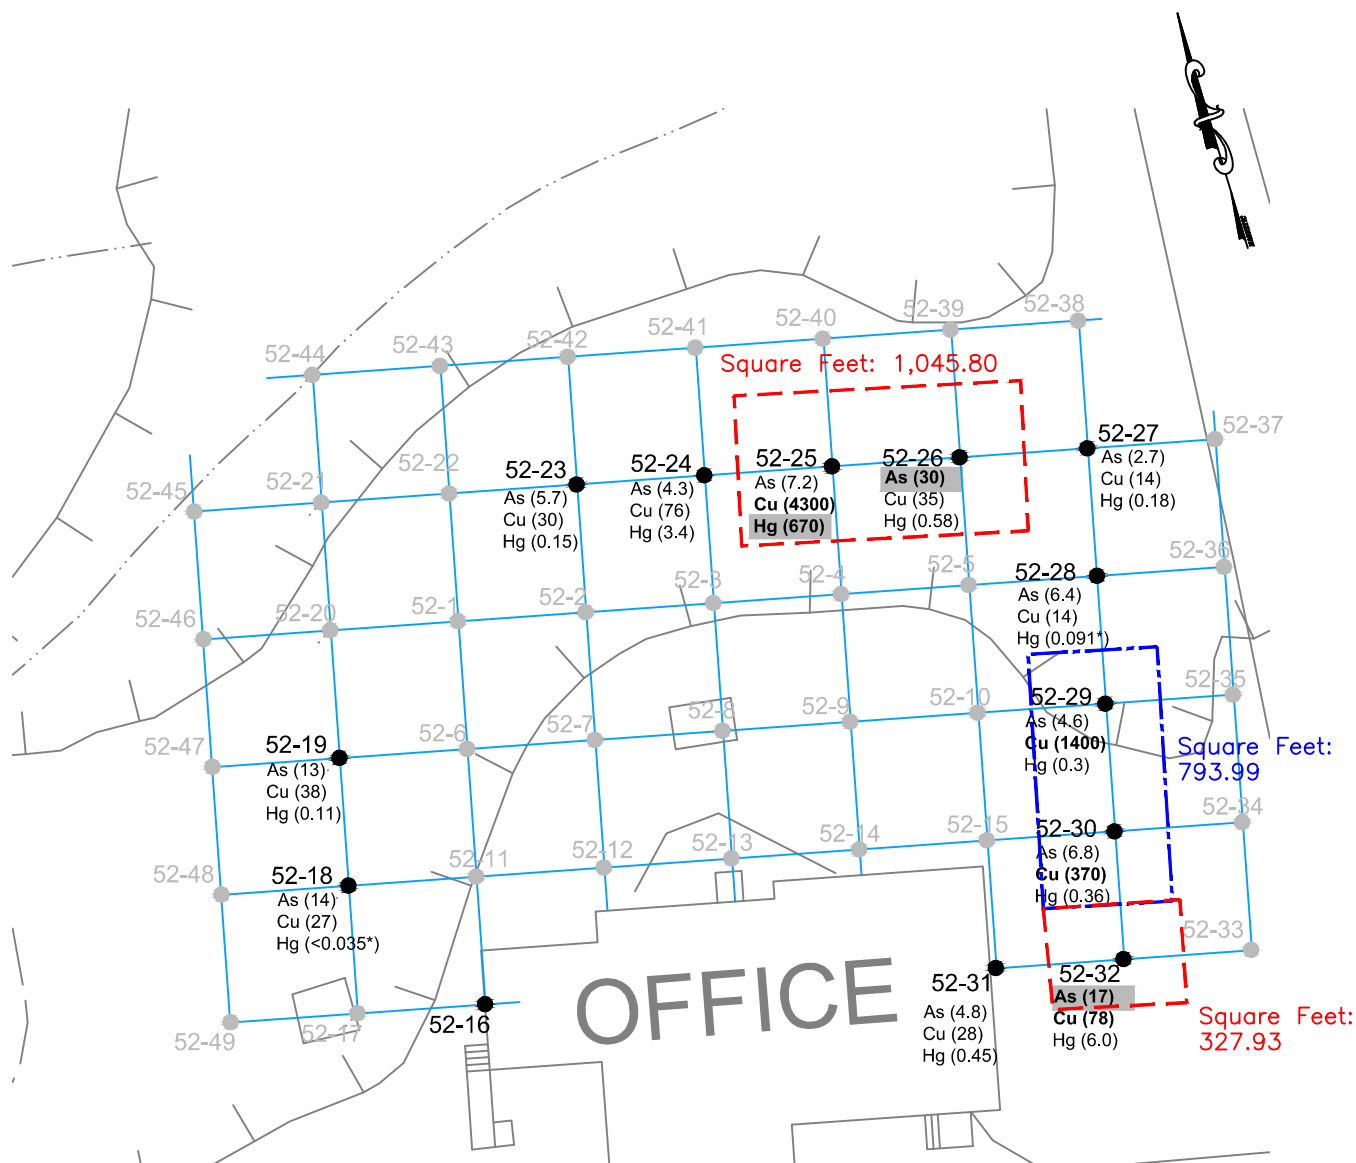 52-38
52-39
52-40
52-41
52-42
52-43
52-44
Square Feet: 1,045.80
52-37
52-27
As (2.7)
Cu (14)
Hg (0.18)
52-26
As (30)
Cu (35)
Hg (0.58)
52-25
As (7.2)
Cu (4300)
Hg (670)
52-24
As (4.3)
Cu (76)
Hg (3.4)
52-23
As (5.7)
Cu (30)
Hg (0.15)
52-22
52-21
52-45
52-36
52-28
As (6.4)
Cu (14)
Hg (0.091*)
52-5
52-4
52-3
52-2
52-1
52-20
52-46
52-35
52-29
As (4.6)
Cu (1400)
Hg (0.3)
Square Feet:
793.99
52-10
52-9
52-8
52-7
52-6
52-19
As (13)
Cu (38)
Hg (0.11)
52-47
52-34
52-30
As (6.8)
Cu (370)
Hg (0.36)
52-15
52-14
52-13
52-12
52-11
52-18
As (14)
Cu (27)
Hg (<0.035*)
52-48
52-33
52-32
As (17)
Cu (78)
Hg (6.0)
Square Feet:
327.93
52-31
As (4.8)
Cu (28)
Hg (0.45)
OFFICE
52-16
52-17
52-49